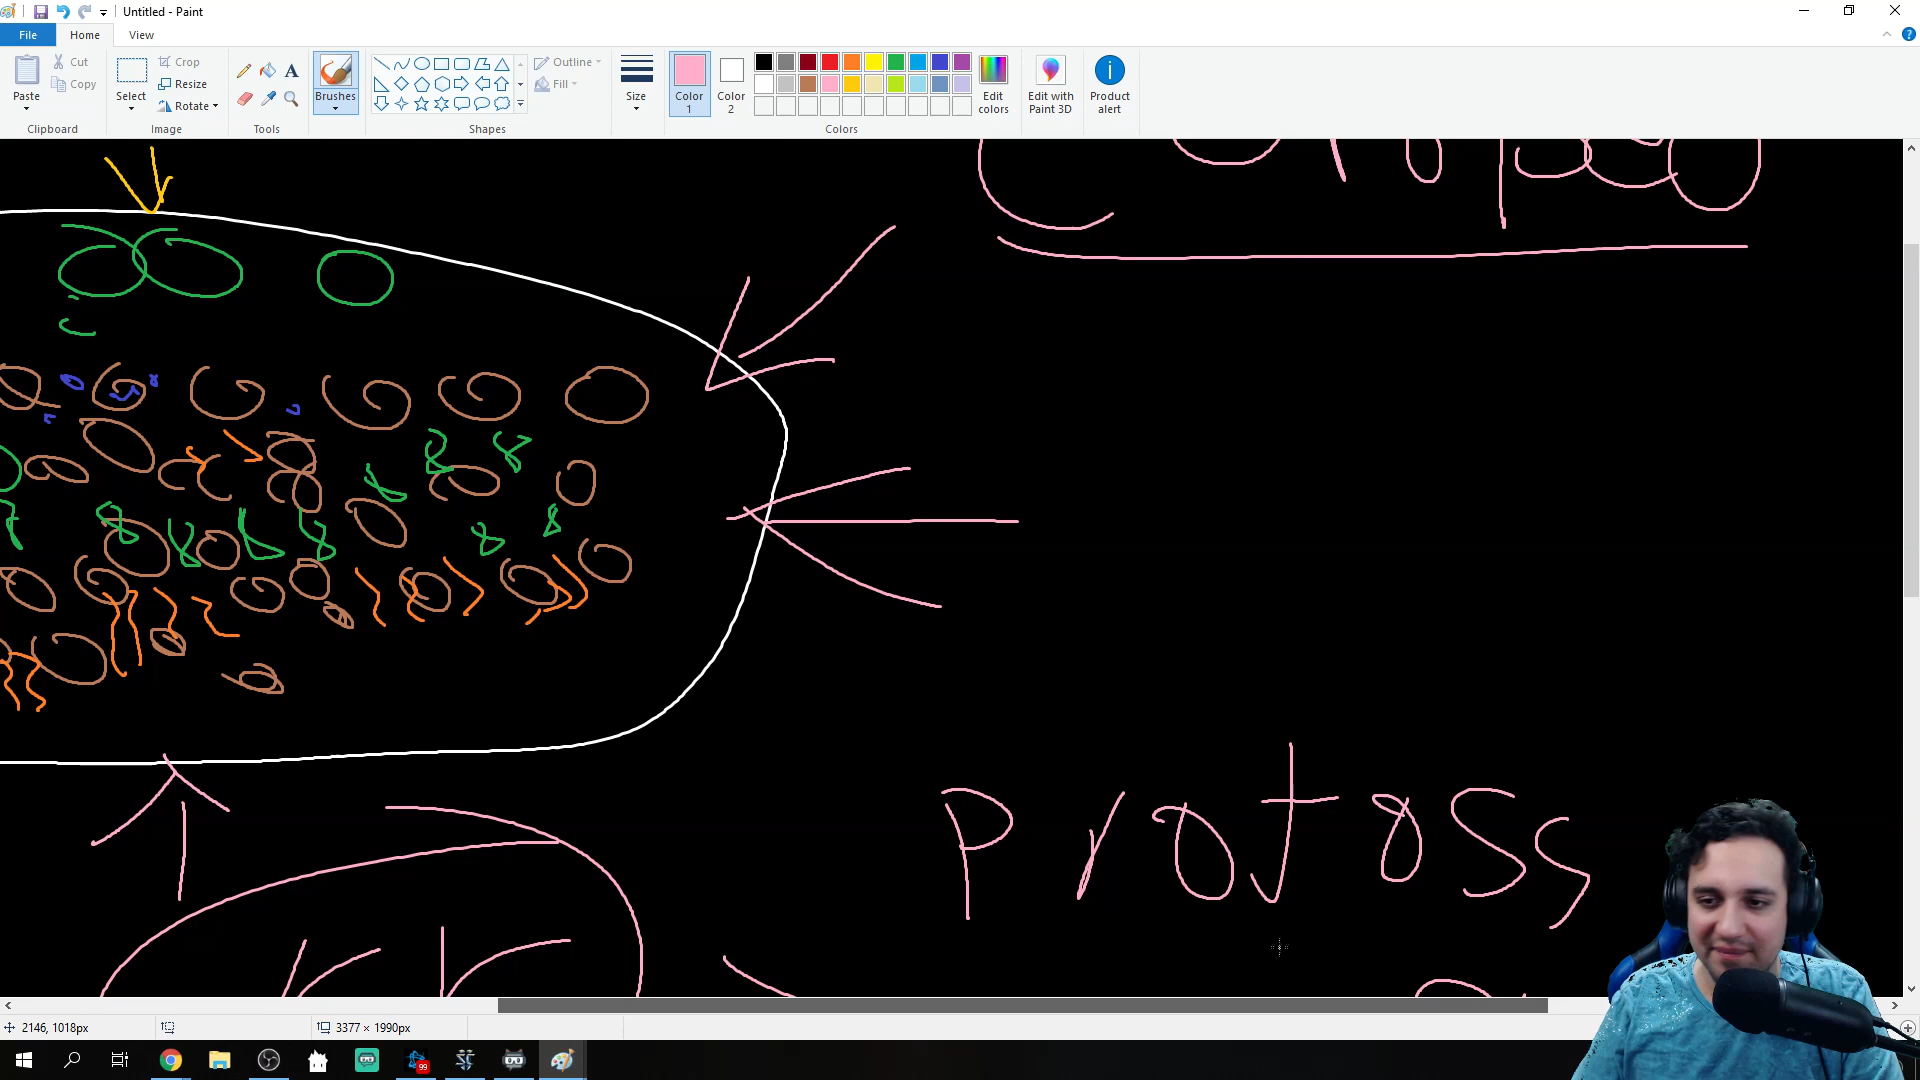 Untitled - Paint
File Home View
Paste Cut Copy Clipboard
Select Crop Resize Rotate Image
Tools
Brushes
Outline Fill Shapes
Size
Color 1 Color 2 Edit colors Colors
Edit with Paint 3D
Product alert
Protoss
99
2146, 1018px 3377 × 1990px